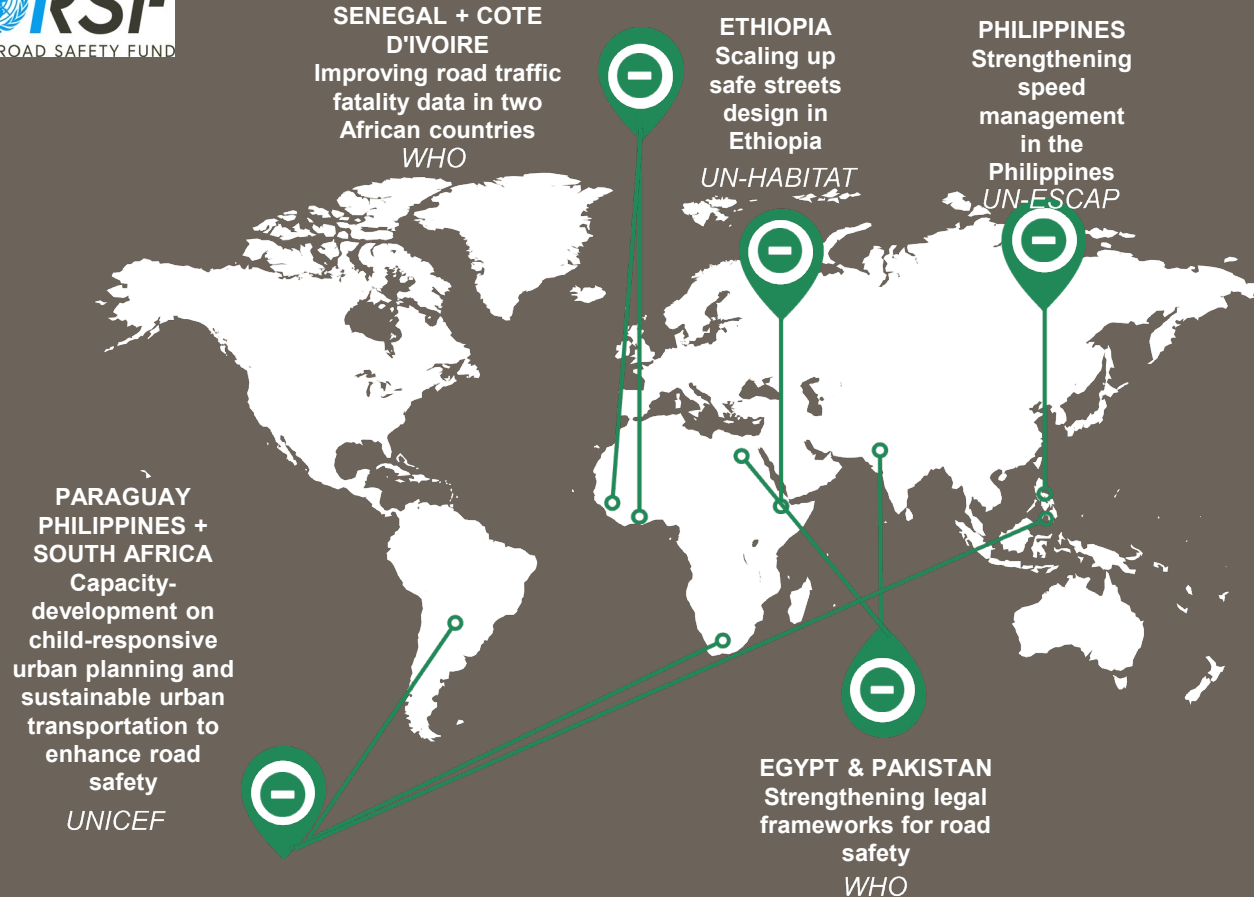 RSF
ROAD SAFETY FUND
SENEGAL + COTE
D'IVOIRE
Improving road traffic
fatality data in two
African countries
WHO
ETHIOPIA
Scaling up
safe streets
design in
Ethiopia
UN-HABITAT
PHILIPPINES
Strengthening
speed
management
in the
Philippines
UN-ESCAP
PARAGUAY
PHILIPPINES +
SOUTH AFRICA
Capacity-
development on
child-responsive
urban planning and
sustainable urban
transportation to
enhance road
safety
UNICEF
EGYPT & PAKISTAN
Strengthening legal
frameworks for road
safety
WHO